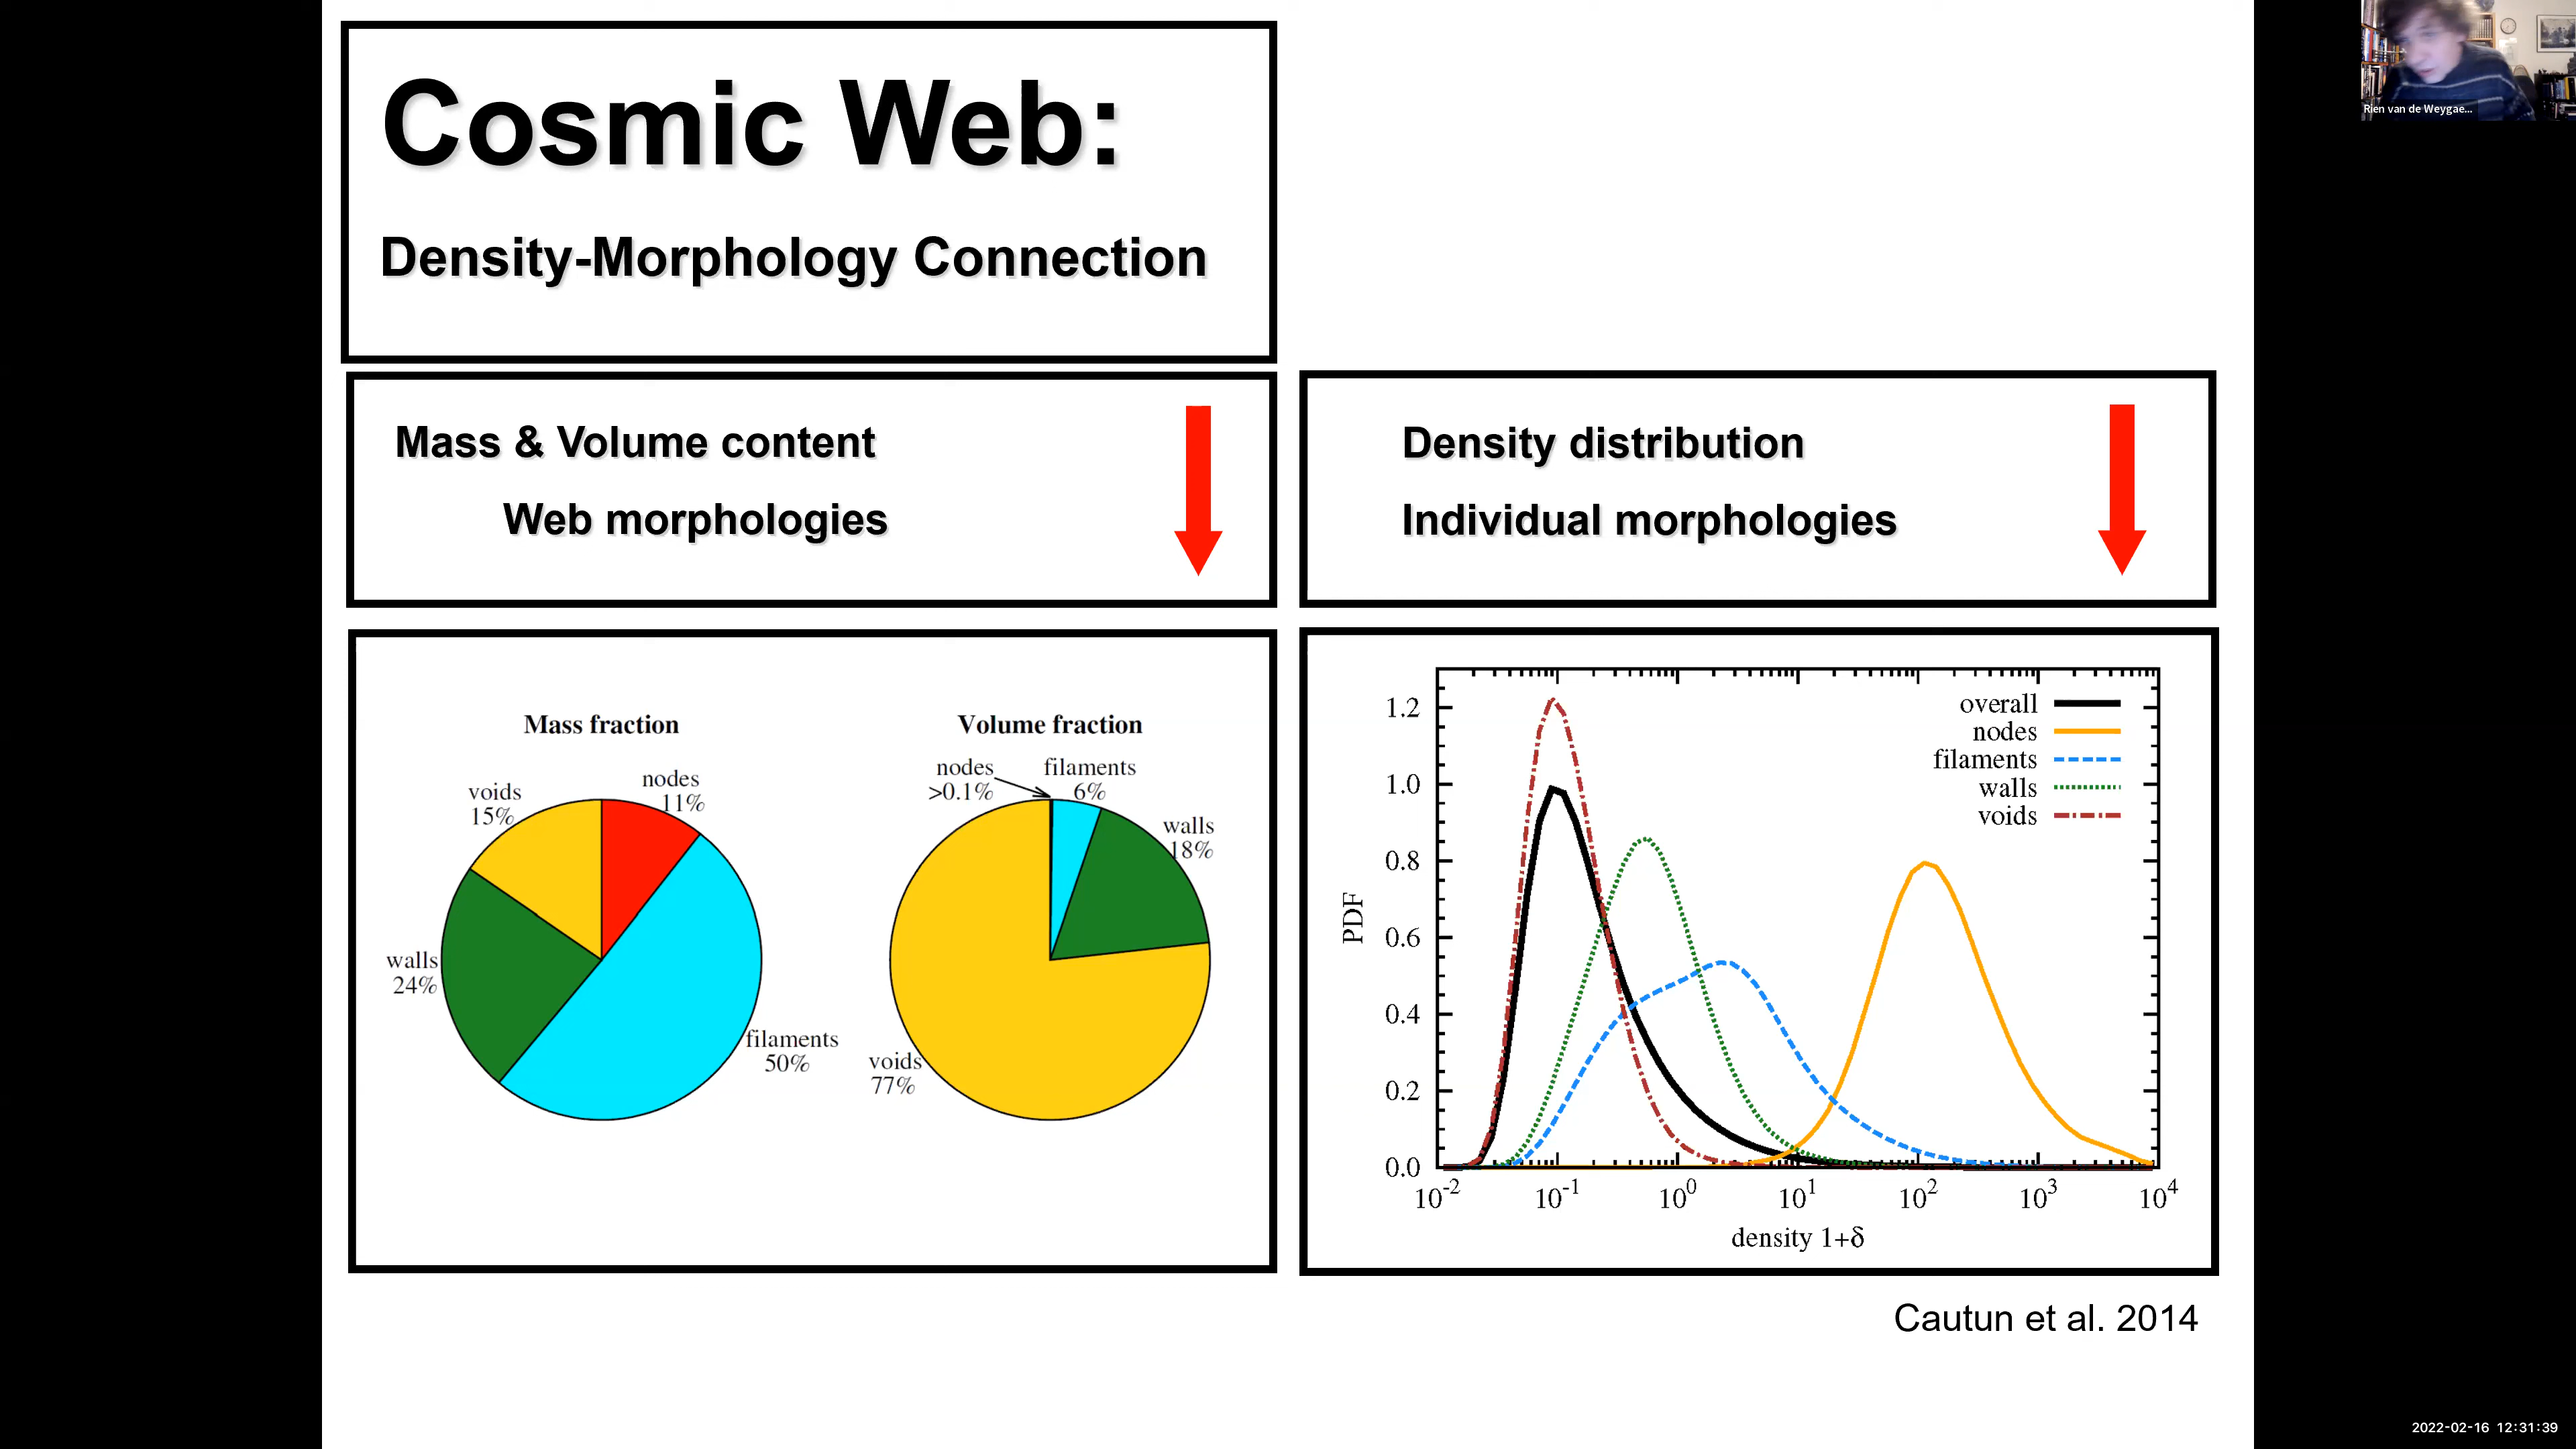 Cosmic Web:
Density-Morphology Connection
Mass & Volume content
Web morphologies
Density distribution
Individual morphologies
Mass fraction
voids
15%
nodes
11%
walls
24%
filaments
50%
Volume fraction
nodes
>0.1%
filaments
6%
walls
18%
voids
77%
overall
nodes
filaments
walls
voids
PDF
1.2
1.0
0.8
0.6
0.4
0.2
0.0
10⁻² 10⁻¹ 10⁰ 10¹ 10² 10³ 10⁴
density 1+δ
Cautun et al. 2014
Rien van de Weygae...
2022-02-16 12:31:39